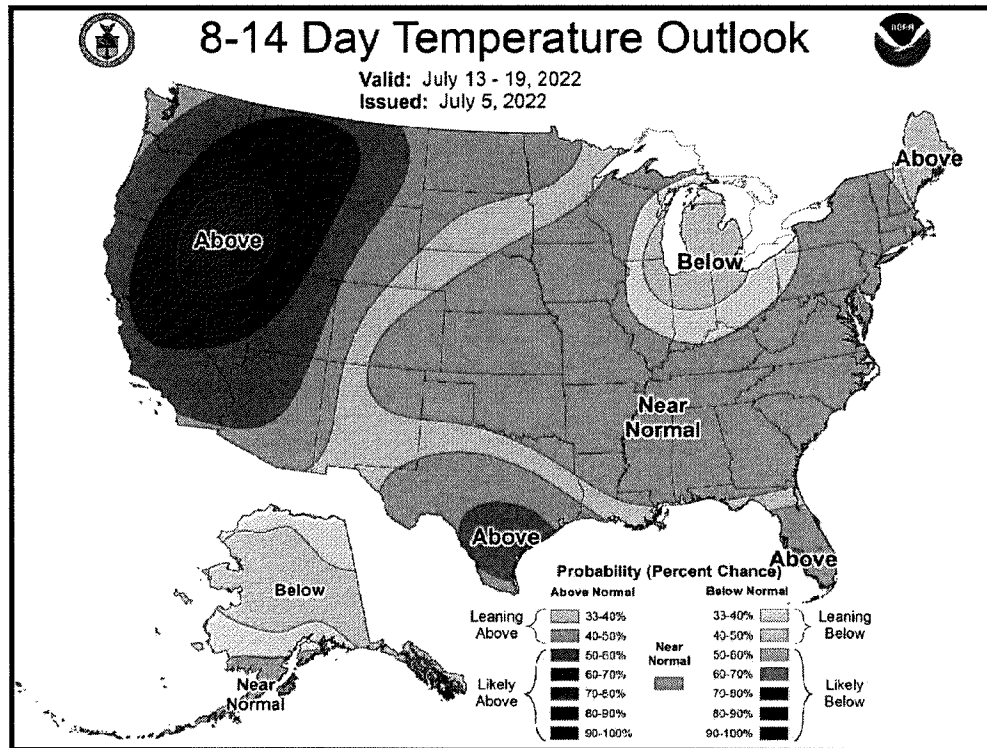 8-14 Day Temperature Outlook
NOAA
Valid: July 13 - 19, 2022
Issued: July 5, 2022
Above
Above
Below
Near
Normal
Above
Above
Below
Near
Normal
Probability (Percent Chance)
Above Normal
Below Normal
Leaning
Above
33-40%
40-50%
Likely
Above
50-60%
60-70%
70-80%
80-90%
90-100%
Near
Normal
33-40%
40-50%
Leaning
Below
50-60%
60-70%
70-80%
80-90%
90-100%
Likely
Below